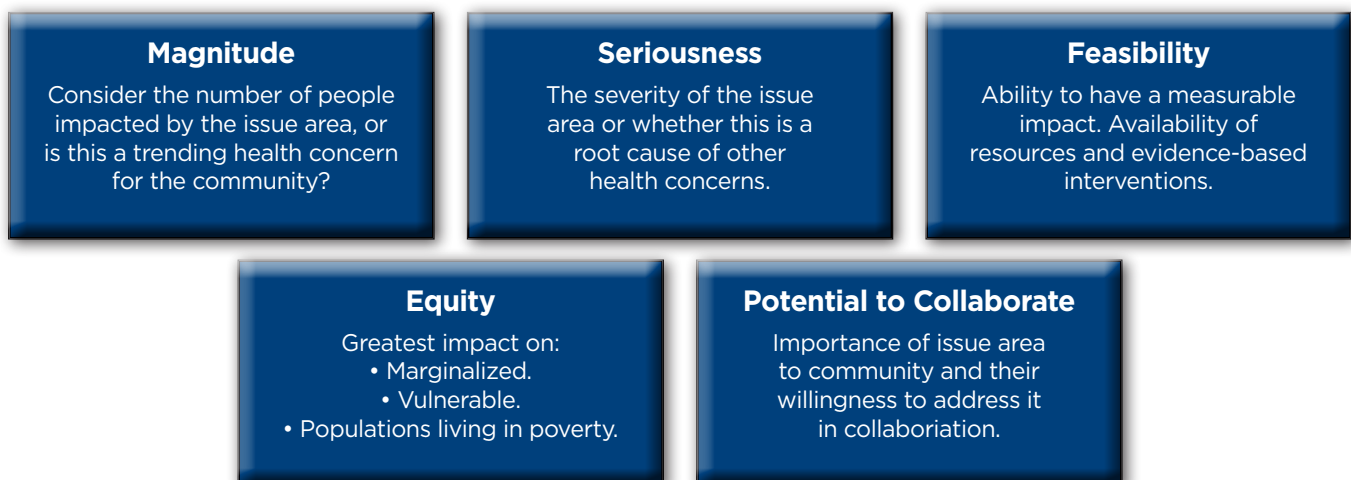 Magnitude
Consider the number of people
impacted by the issue area, or
is this a trending health concern
for the community?
Seriousness
The severity of the issue
area or whether this is a
root cause of other
health concerns.
Feasibility
Ability to have a measurable
impact. Availability of
resources and evidence-based
interventions.
Equity
Greatest impact on:
• Marginalized.
• Vulnerable.
• Populations living in poverty.
Potential to Collaborate
Importance of issue area
to community and their
willingness to address it
in collaboriation.